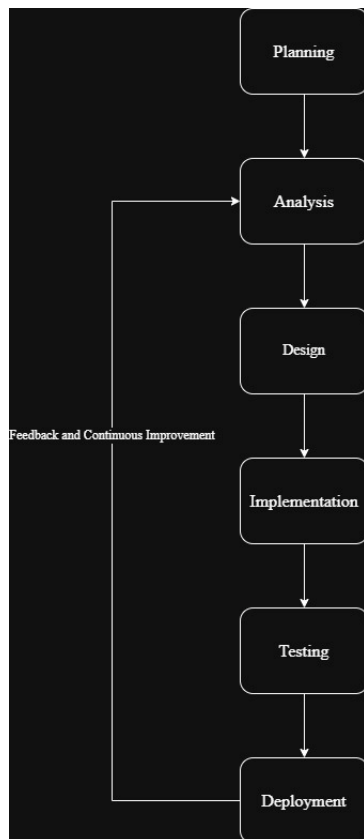 Planning
Analysis
Design
Feedback and Continuous Improvement
Implementation
Testing
Deployment